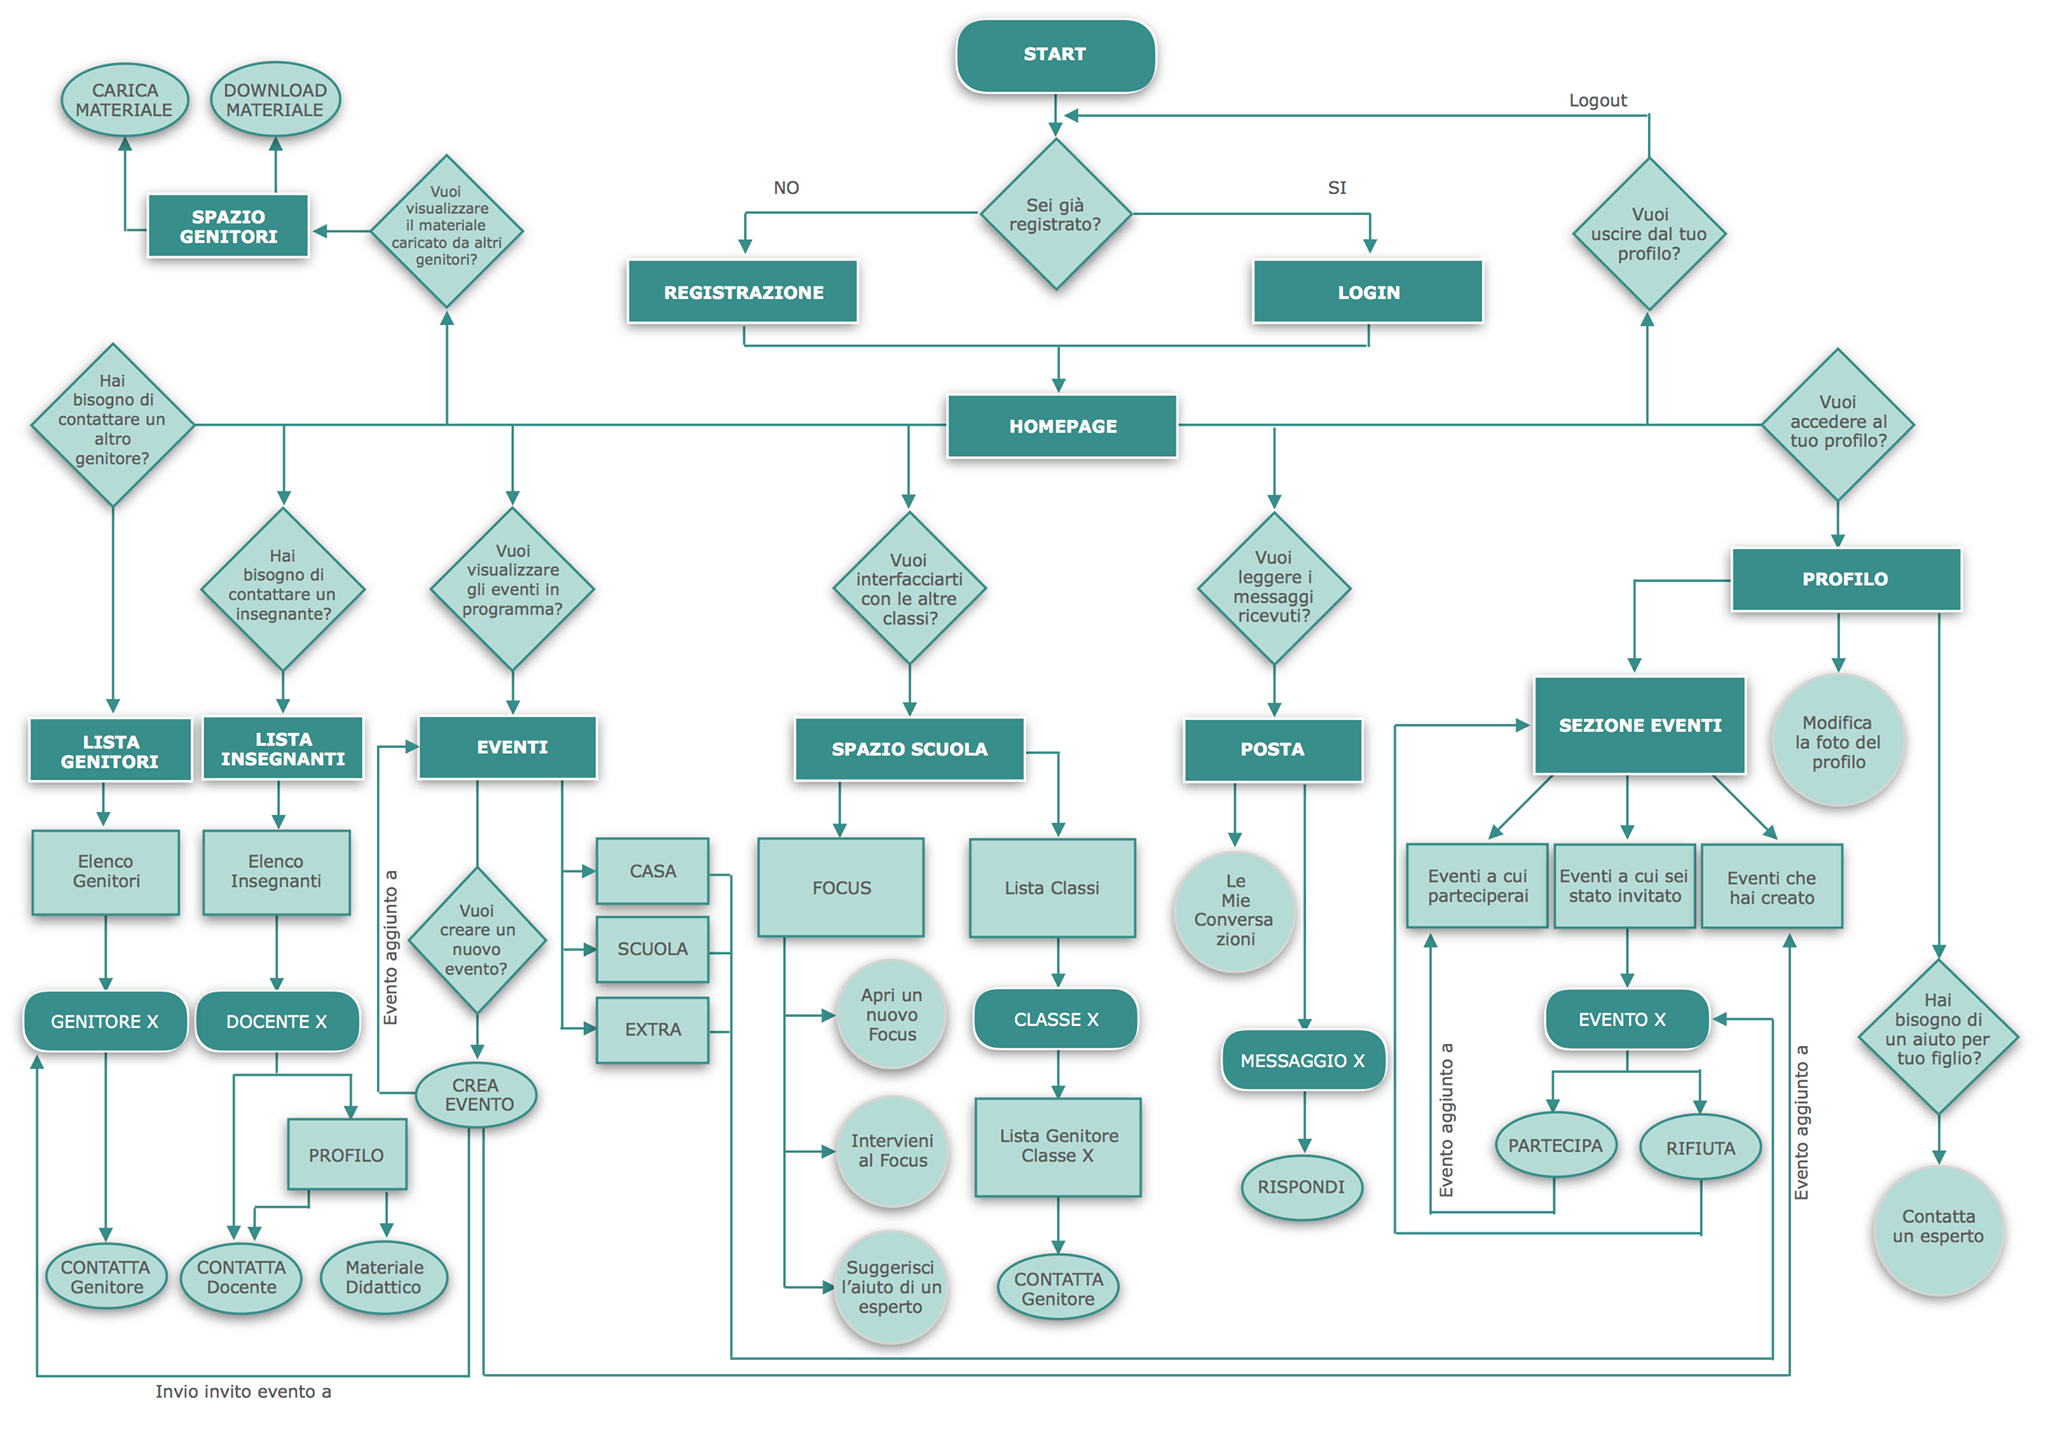 START
Logout
CARICA
MATERIALE
DOWNLOAD
MATERIALE
NO
SI
Sei già
registrato?
Vuoi
visualizzare
il materiale
caricato da altri
genitori?
SPAZIO
GENITORI
Vuoi
uscire dal tuo
profilo?
REGISTRAZIONE
LOGIN
Hai
bisogno di
contattare un
altro
genitore?
HOMEPAGE
Vuoi
accedere al
tuo profilo?
Hai
bisogno di
contattare un
insegnante?
Vuoi
visualizzare
gli eventi in
programma?
Vuoi
interfacciarti
con le altre
classi?
Vuoi
leggere i
messaggi
ricevuti?
PROFILO
LISTA
GENITORI
LISTA
INSEGNANTI
EVENTI
SPAZIO SCUOLA
POSTA
SEZIONE EVENTI
Modifica
la foto del
profilo
Elenco
Genitori
Elenco
Insegnanti
Evento aggiunto a
Vuoi
creare un
nuovo
evento?
CASA
SCUOLA
EXTRA
FOCUS
Lista Classi
Le
Mie
Conversa
zioni
Eventi a cui
parteciperai
Eventi a cui sei
stato invitato
Eventi che
hai creato
GENITORE X
DOCENTE X
Apri un
nuovo
Focus
CLASSE X
MESSAGGIO X
EVENTO X
Hai
bisogno di
un aiuto per
tuo figlio?
CREA
EVENTO
Evento aggiunto a
Evento aggiunto a
PROFILO
Intervieni
al Focus
Lista Genitore
Classe X
RISPONDI
PARTECIPA
RIFIUTA
CONTATTA
Genitore
CONTATTA
Docente
Materiale
Didattico
Suggerisci
l'aiuto di un
esperto
CONTATTA
Genitore
Contatta
un esperto
Invio invito evento a